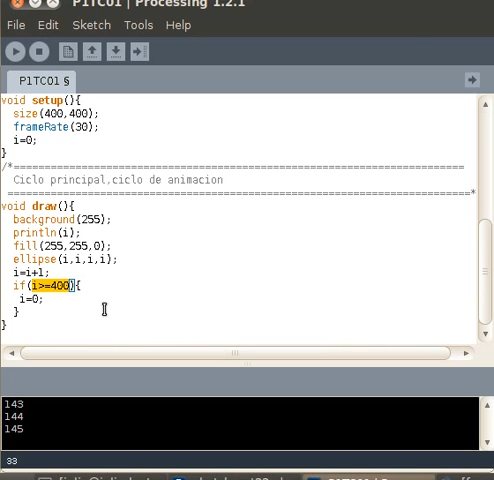 P1TC01 | Processing 1.2.1
File Edit Sketch Tools Help
P1TC01 §
void setup(){
size(400,400);
frameRate(30);
i=0;
}
/*==========================================================================
Ciclo principal,ciclo de animacion
===========================================================================*
void draw(){
background(255);
println(i);
fill(255,255,0);
ellipse(i,i,i,i);
i=i+1;
if(i>=400){
i=0;
}
}
143
144
145
33